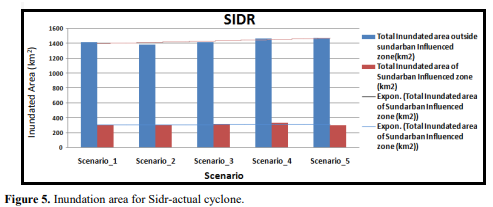 SIDR
Inundated Area (km2)
1600
1400
1200
1000
800
600
400
200
0
Scenario_1
Scenario_2
Scenario_3
Scenario_4
Scenario_5
Scenario
Total Inundated area outside
sundarban Influenced
zone(km2)
Total Inundated area of
Sundarban Influenced zone
(km2)
Expon. (Total Inundated area
of Sundarban Influenced
zone (km2))
Expon. (Total Inundated area
of Sundarban Influenced
zone (km2))
Figure 5. Inundation area for Sidr-actual cyclone.